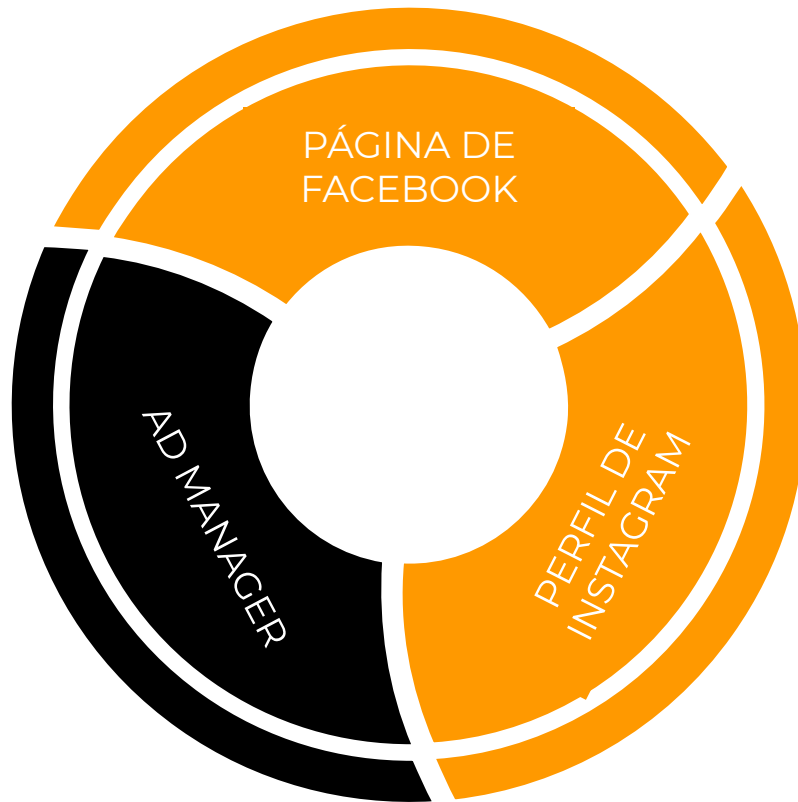 PÁGINA DE
FACEBOOK
PERFIL DE
INSTAGRAM
AD MANAGER